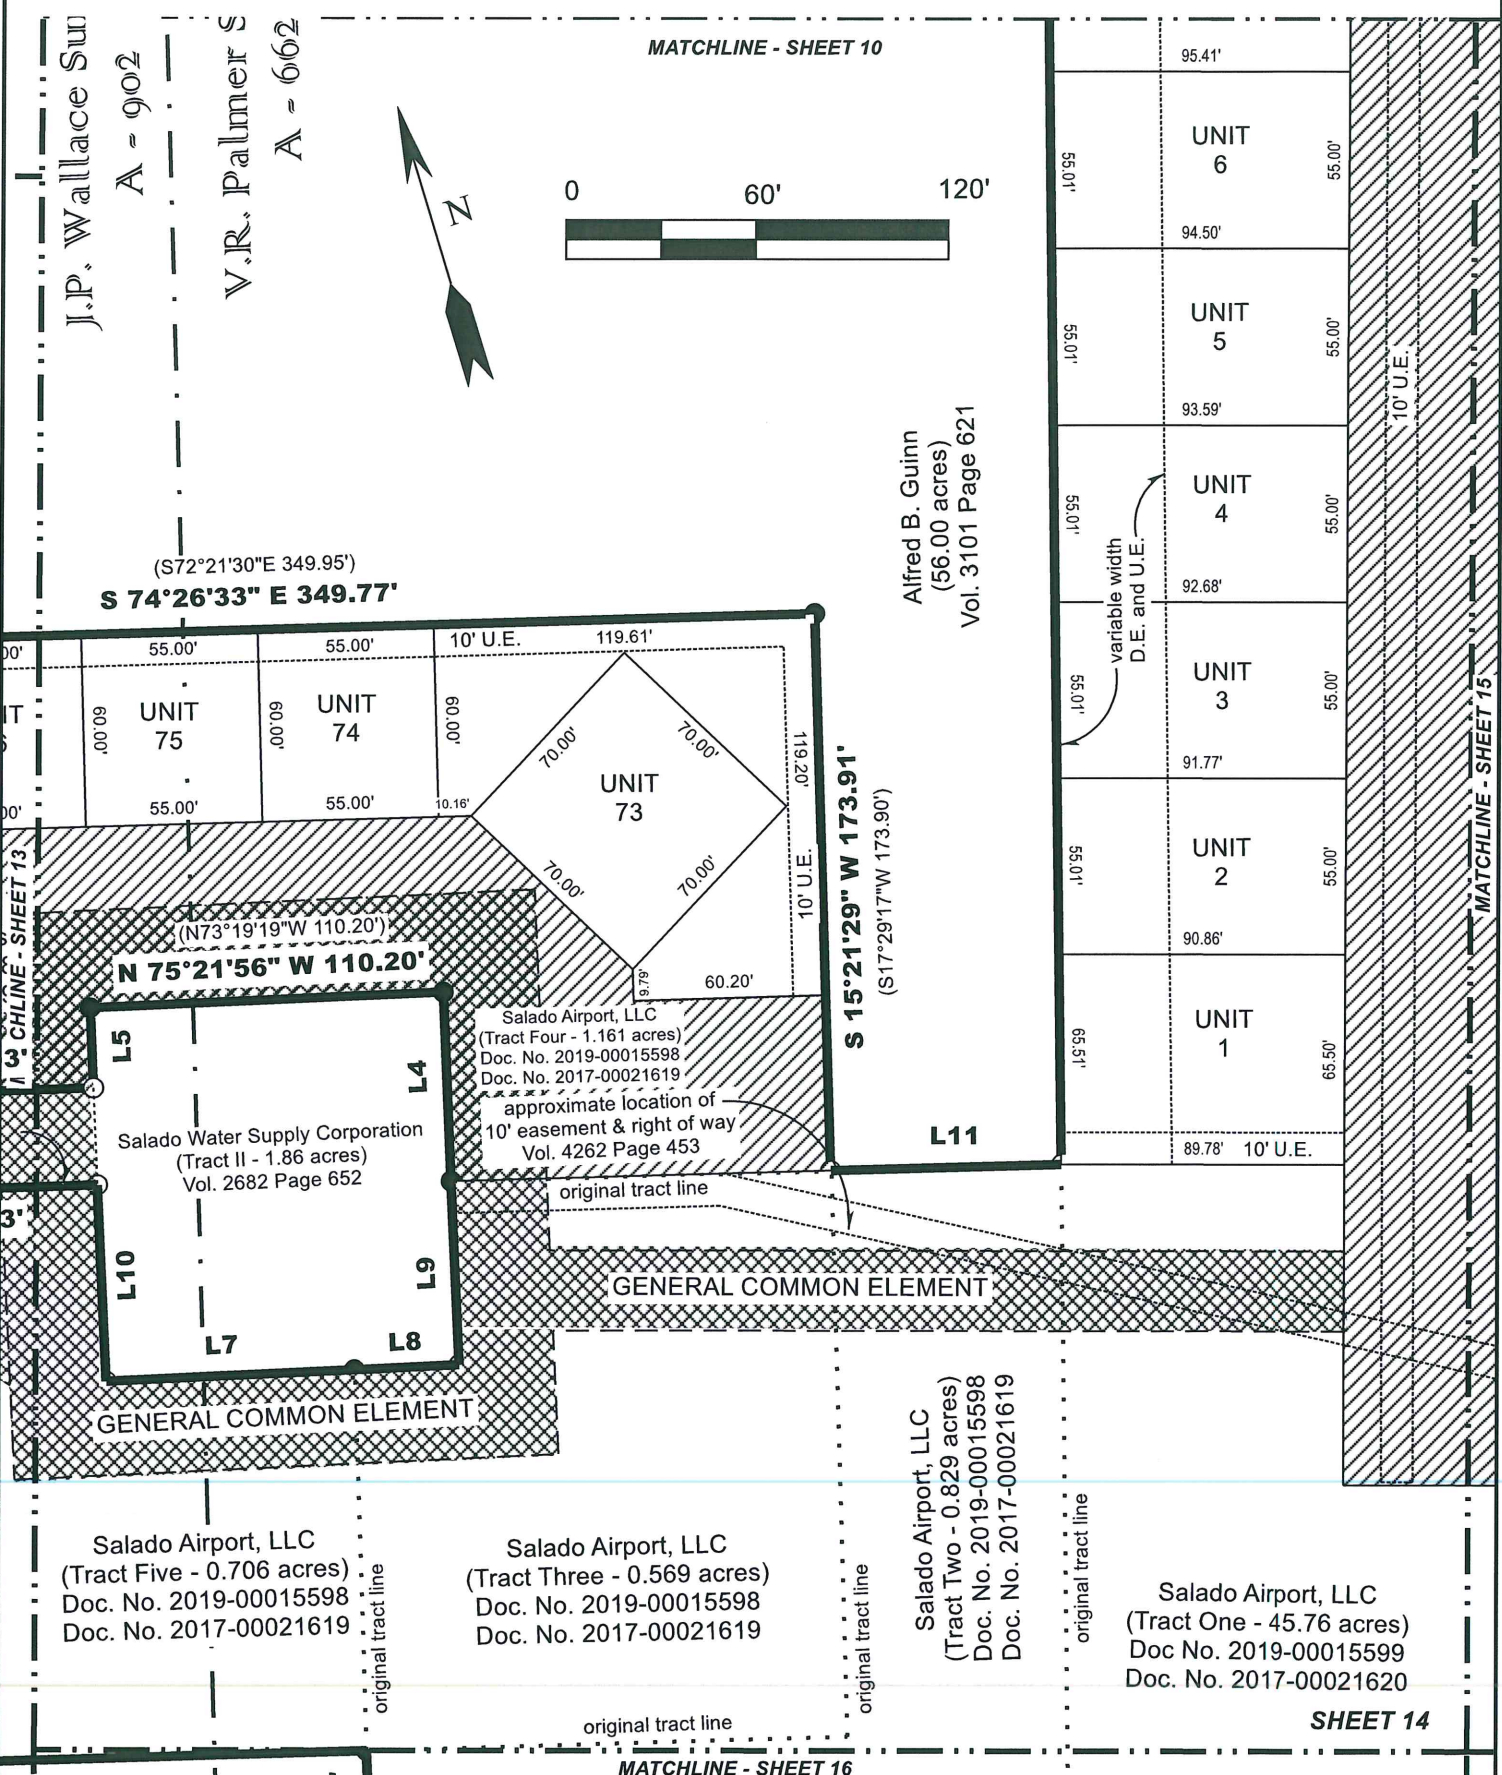 MATCHLINE - SHEET 10
J.P. Wallace Sur
A - 902
V.R. Palmer S
A - 662
N
0 60' 120'
95.41'
UNIT
6
55.01'
55.00'
94.50'
UNIT
5
55.01'
55.00'
93.59'
10' U.E.
UNIT
4
55.01'
55.00'
92.68'
variable width
D.E. and U.E.
UNIT
3
55.01'
55.00'
91.77'
UNIT
2
55.01'
55.00'
90.86'
UNIT
1
65.51'
65.50'
89.78' 10' U.E.
MATCHLINE - SHEET 15
Alfred B. Guinn
(56.00 acres)
Vol. 3101 Page 621
(S72°21'30"E 349.95')
S 74°26'33" E 349.77'
00'
55.00'
55.00'
10' U.E.
119.61'
IT
60.00'
UNIT
75
60.00'
UNIT
74
60.00'
70.00'
70.00'
UNIT
73
70.00'
70.00'
119.20'
10' U.E.
00'
55.00'
55.00'
10.16'
9.79'
60.20'
S 15°21'29" W 173.91'
(S17°29'17"W 173.90')
CHLINE - SHEET 13
(N73°19'19"W 110.20')
N 75°21'56" W 110.20'
L5
L4
3'
Salado Airport, LLC
(Tract Four - 1.161 acres)
Doc. No. 2019-00015598
Doc. No. 2017-00021619
approximate location of
10' easement & right of way
Vol. 4262 Page 453
L11
Salado Water Supply Corporation
(Tract II - 1.86 acres)
Vol. 2682 Page 652
original tract line
3'
L10
L9
L7
L8
GENERAL COMMON ELEMENT
GENERAL COMMON ELEMENT
Salado Airport, LLC
(Tract Five - 0.706 acres)
Doc. No. 2019-00015598
Doc. No. 2017-00021619
original tract line
Salado Airport, LLC
(Tract Three - 0.569 acres)
Doc. No. 2019-00015598
Doc. No. 2017-00021619
original tract line
Salado Airport, LLC
(Tract Two - 0.829 acres)
Doc. No. 2019-00015598
Doc. No. 2017-00021619
original tract line
Salado Airport, LLC
(Tract One - 45.76 acres)
Doc No. 2019-00015599
Doc. No. 2017-00021620
SHEET 14
original tract line
MATCHLINE - SHEET 16